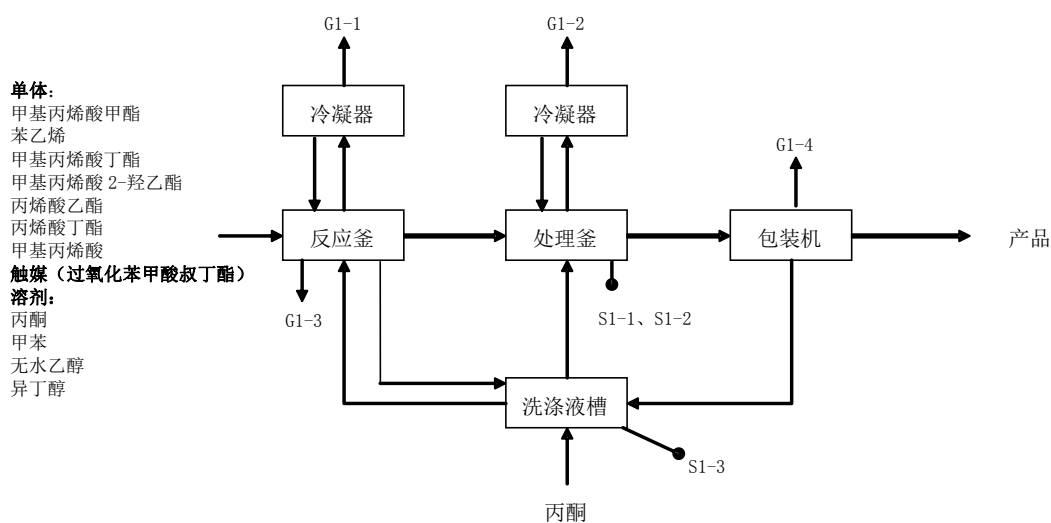 G1-1
G1-2
单体:
甲基丙烯酸甲酯
苯乙烯
甲基丙烯酸丁酯
甲基丙烯酸 2-羟乙酯
丙烯酸乙酯
丙烯酸丁酯
甲基丙烯酸
触媒（过氧化苯甲酸叔丁酯）
溶剂：
丙酮
甲苯
无水乙醇
异丁醇
冷凝器
冷凝器
G1-4
反应釜
处理釜
包装机
产品
G1-3
S1-1、S1-2
洗涤液槽
S1-3
丙酮